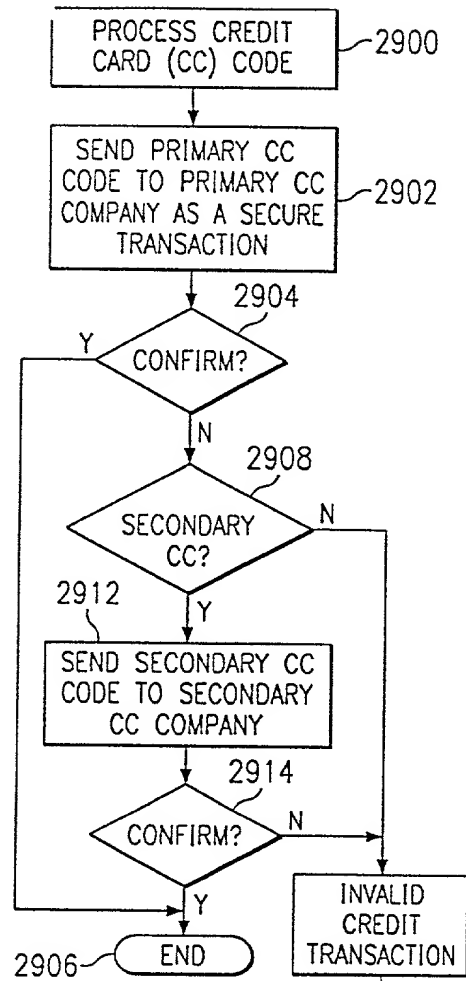 PROCESS CREDIT
CARD (CC) CODE
2900
SEND PRIMARY CC
CODE TO PRIMARY CC
COMPANY AS A SECURE
TRANSACTION
2902
2904
Y
CONFIRM?
N
2908
SECONDARY
CC?
N
2912
Y
SEND SECONDARY CC
CODE TO SECONDARY
CC COMPANY
2914
CONFIRM?
N
Y
INVALID
CREDIT
TRANSACTION
2906
END